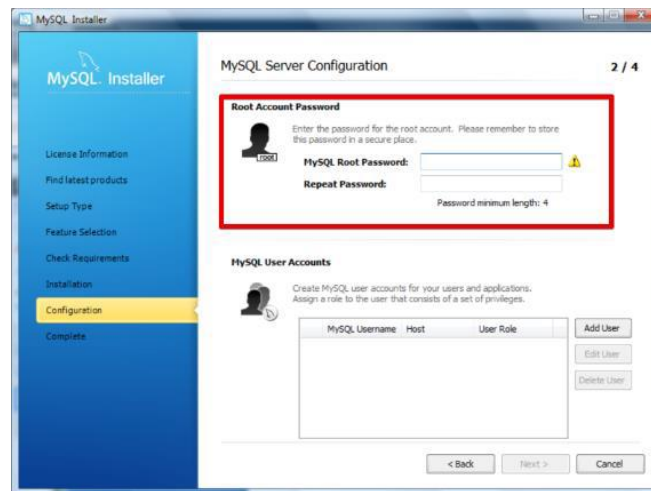 MySQL Installer
MySQL. Installer
License Information
Find latest products
Setup Type
Feature Selection
Check Requirements
Installation
Configuration
Complete
MySQL Server Configuration
2 / 4
Root Account Password
Enter the password for the root account. Please remember to store
this password in a secure place.
root
MySQL Root Password:
Repeat Password:
Password minimum length: 4
MySQL User Accounts
Create MySQL user accounts for your users and applications.
Assign a role to the user that consists of a set of privileges.
MySQL Username Host User Role
Add User
Edit User
Delete User
< Back Next > Cancel